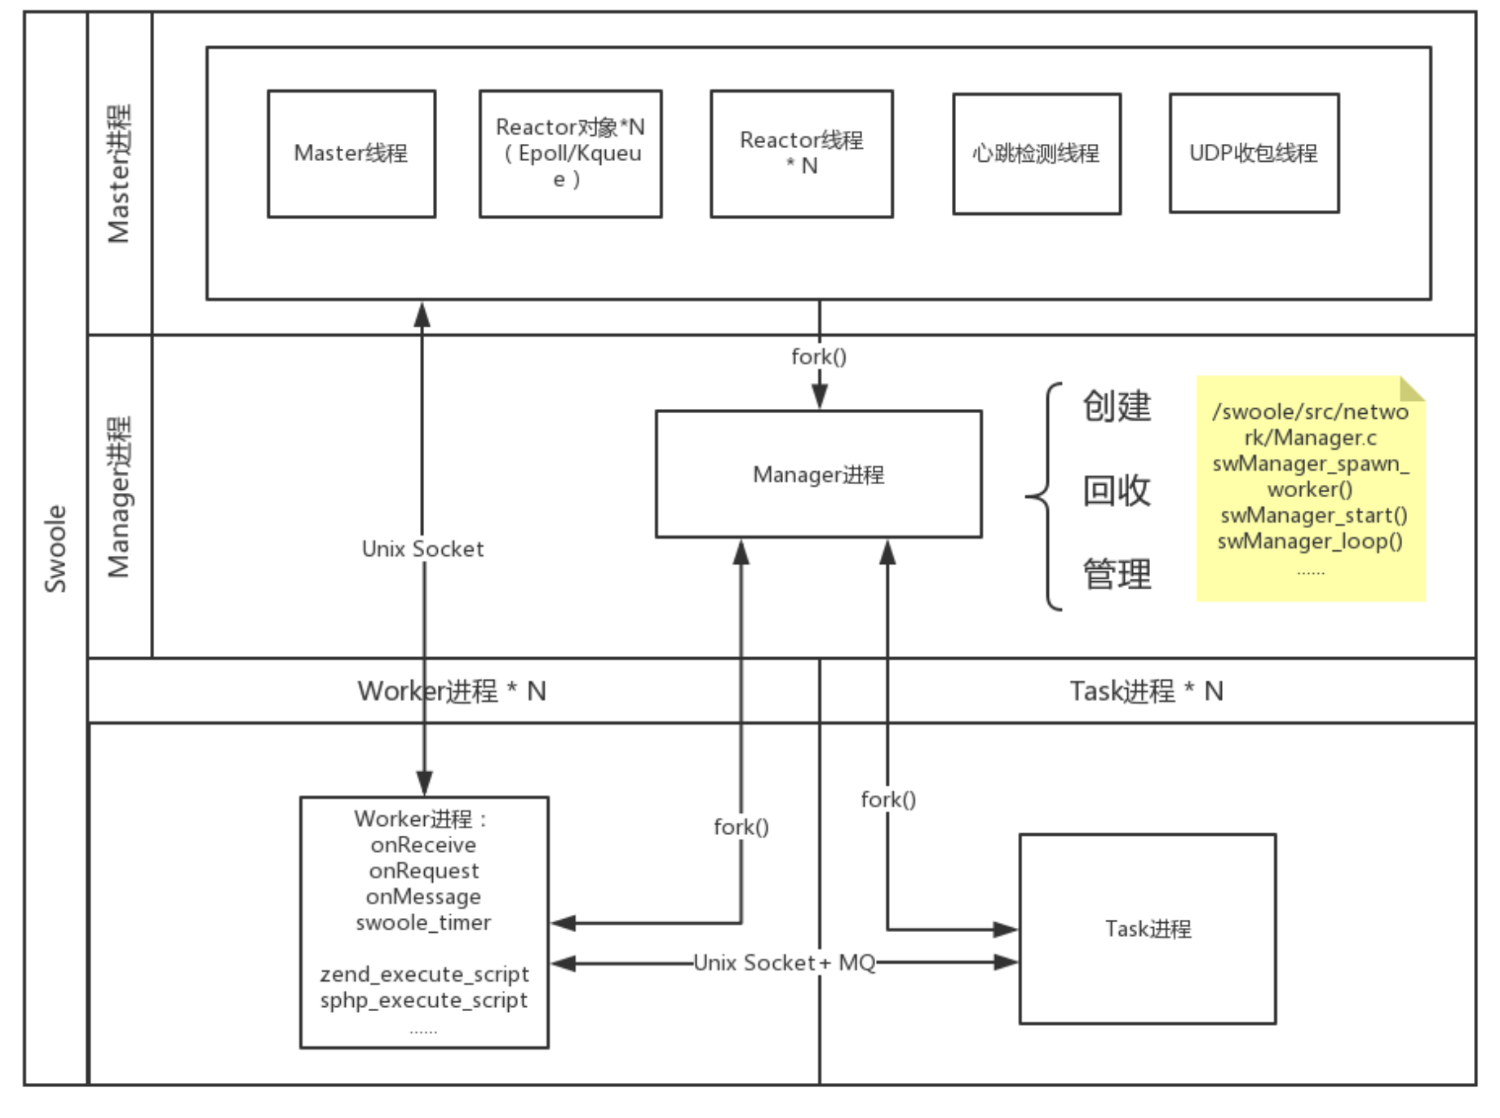 Swoole
Master进程
Master线程
Reactor对象*N
( Epoll/Kqueu
e )
Reactor线程
* N
心跳检测线程
UDP收包线程
Manager进程
fork()
Manager进程
创建
回收
管理
/swoole/src/netwo
rk/Manager.c
swManager_spawn_
worker()
swManager_start()
swManager_loop()
......
Unix Socket
Worker进程 * N
Task进程 * N
Worker进程：
onReceive
onRequest
onMessage
swoole_timer
zend_execute_script
sphp_execute_script
......
fork()
fork()
Unix Socket+ MQ
Task进程